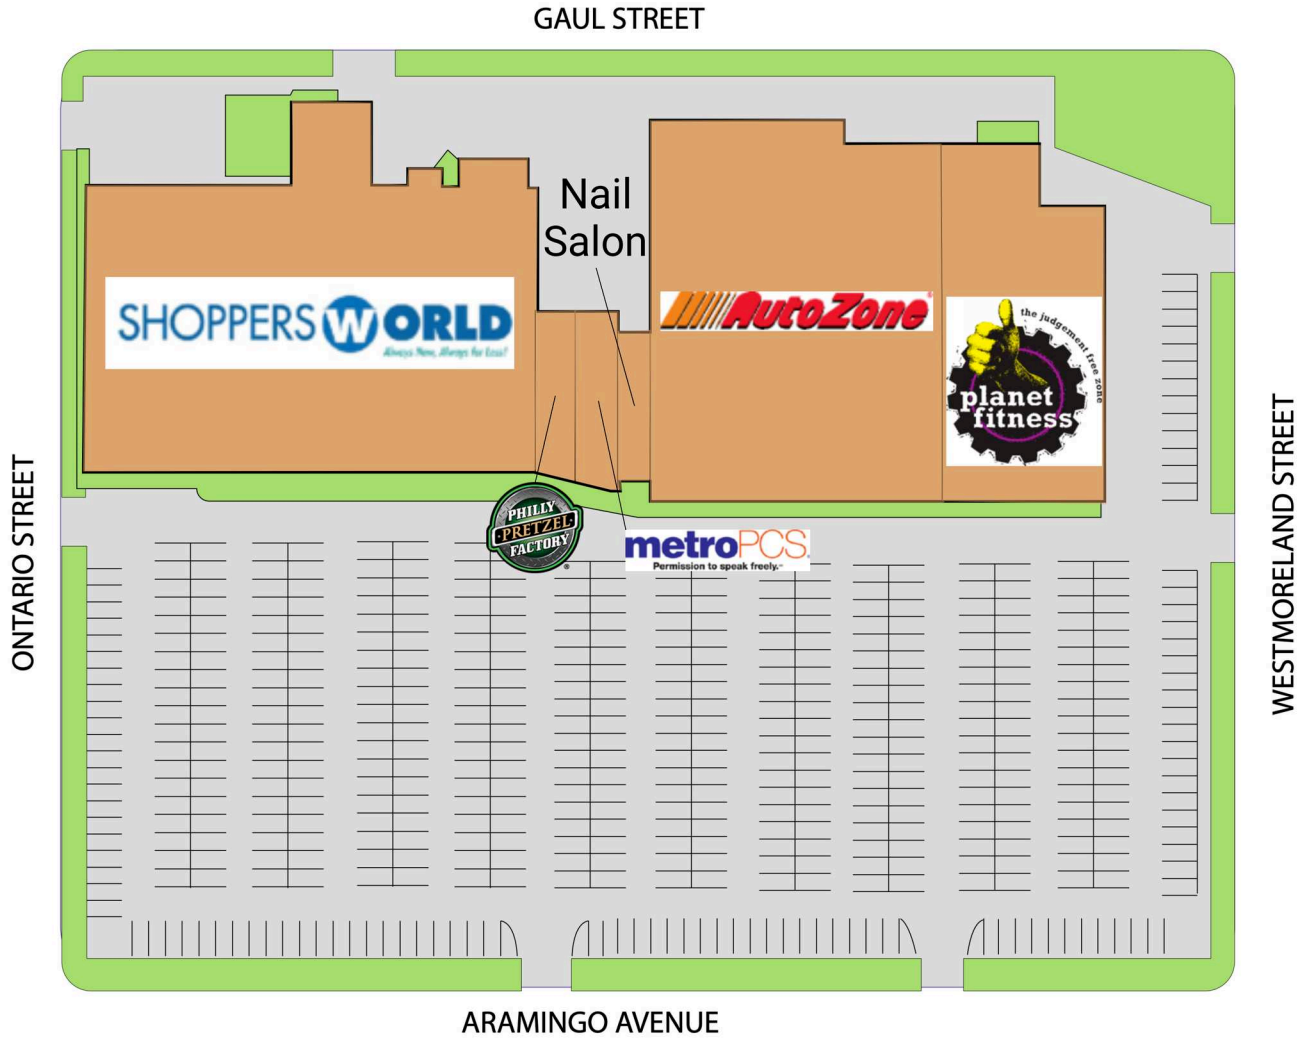 GAUL STREET
Nail
Salon
SHOPPERS WORLD
Always New, Always for Less!
AutoZone
the judgement free zone
planet
fitness
ONTARIO STREET
WESTMORELAND STREET
PHILLY
PRETZEL
FACTORY
metroPCS.
Permission to speak freely.
ARAMINGO AVENUE